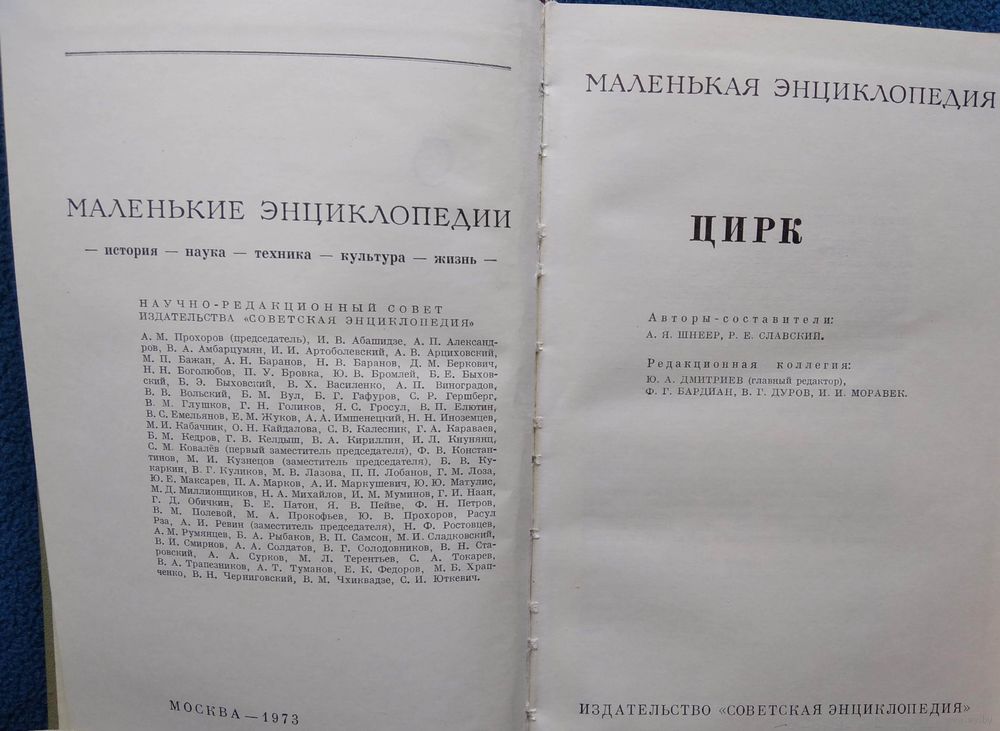 МАЛЕНЬКИЕ ЭНЦИКЛОПЕДИИ
— история — наука — техника — культура — жизнь —
НАУЧНО-РЕДАКЦИОННЫЙ СОВЕТ
ИЗДАТЕЛЬСТВА «СОВЕТСКАЯ ЭНЦИКЛОПЕДИЯ»
А. М. Прохоров (председатель), И. В. Абашидзе, А. П. Александ-
ров, В. А. Амбарцумян, И. И. Артоболевский, А. В. Арциховский,
М. П. Бажан, А. Н. Баранов, Н. В. Баранов, Д. М. Беркович,
Н. Н. Боголюбов, П. У. Бровка, Ю. В. Бромлей, Б. Е. Быхов-
ский, Б. Э. Быховский, В. Х. Василенко, А. П. Виноградов,
В. В. Вольский, Б. М. Вул, Б. Г. Гафуров, С. Р. Гершберг,
В. М. Глушков, Г. Н. Голиков, Я. С. Гросул, В. П. Елютин,
В. С. Емельянов, Е. М. Жуков, А. А. Имшенецкий, Н. Н. Иноземцев,
М. И. Кабачник, О. Н. Кайдалова, С. В. Калесник, Г. А. Караваев,
Б. М. Кедров, Г. В. Келдыш, В. А. Кириллин, И. Л. Кнунянц,
С. М. Ковалёв (первый заместитель председателя), Ф. В. Констан-
тинов, М. И. Кузнецов (заместитель председателя), Б. В. Ку-
каркин, В. Г. Куликов, М. В. Лазова, П. П. Лобанов, Г. М. Лоза,
Ю. Е. Максарев, П. А. Марков, А. И. Маркушевич, Ю. Ю. Матулис,
М. Д. Миллионщиков, Н. А. Михайлов, И. М. Муминов, Г. И. Наан,
Г. Д. Обичкин, Б. Е. Патон, Я. В. Пейве, Ф. Н. Петров,
В. М. Полевой, М. А. Прокофьев, Ю. В. Прохоров, Расул
Рза, А. И. Ревин (заместитель председателя), Н. Ф. Ростовцев,
А. М. Румянцев, Б. А. Рыбаков, В. П. Самсон, М. И. Сладковский,
В. И. Смирнов, А. А. Солдатов, В. Г. Солодовников, В. Н. Ста-
ровский, А. А. Сурков, М. Л. Терентьев, С. А. Токарев,
В. А. Трапезников, А. Т. Туманов, Е. К. Федоров, М. Б. Храп-
ченко, В. Н. Черниговский, В. М. Чхиквадзе, С. И. Юткевич.
МОСКВА — 1973
МАЛЕНЬКАЯ ЭНЦИКЛОПЕДИЯ
ЦИРК
Авторы-составители:
А. Я. ШНЕЕР, Р. Е. СЛАВСКИЙ.
Редакционная коллегия:
Ю. А. ДМИТРИЕВ (главный редактор),
Ф. Г. БАРДИАН, В. Г. ДУРОВ, И. И. МОРАВЕК.
ИЗДАТЕЛЬСТВО «СОВЕТСКАЯ ЭНЦИКЛОПЕДИЯ»